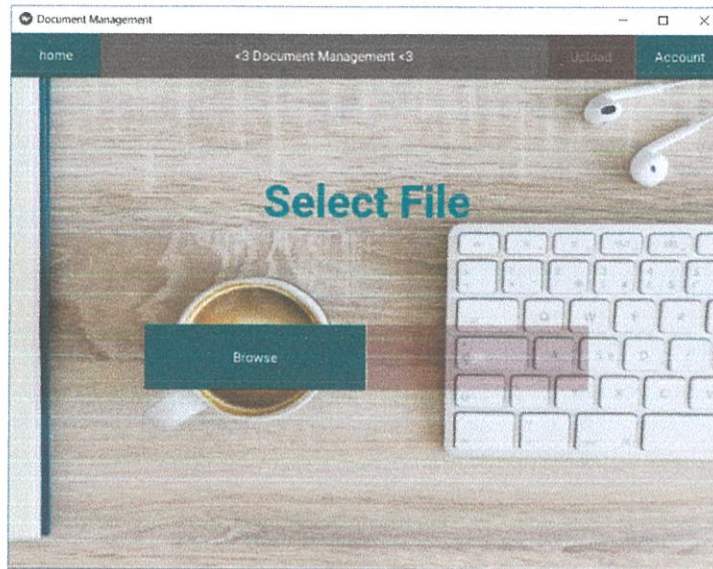 Document Management
home
<3 Document Management <3
Upload
Account
Select File
Browse